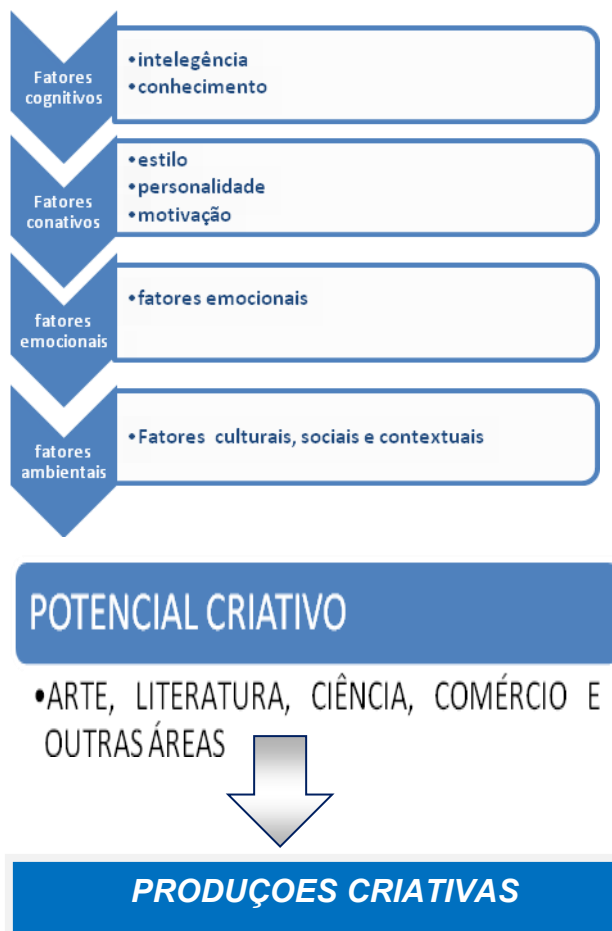 Fatores
cognitivos
•intelegência
•conhecimento
Fatores
conativos
•estilo
•personalidade
•motivação
fatores
emocionais
•fatores emocionais
fatores
ambientais
•Fatores culturais, sociais e contextuais
POTENCIAL CRIATIVO
•ARTE, LITERATURA, CIÊNCIA, COMÉRCIO E
OUTRAS ÁREAS
PRODUÇOES CRIATIVAS